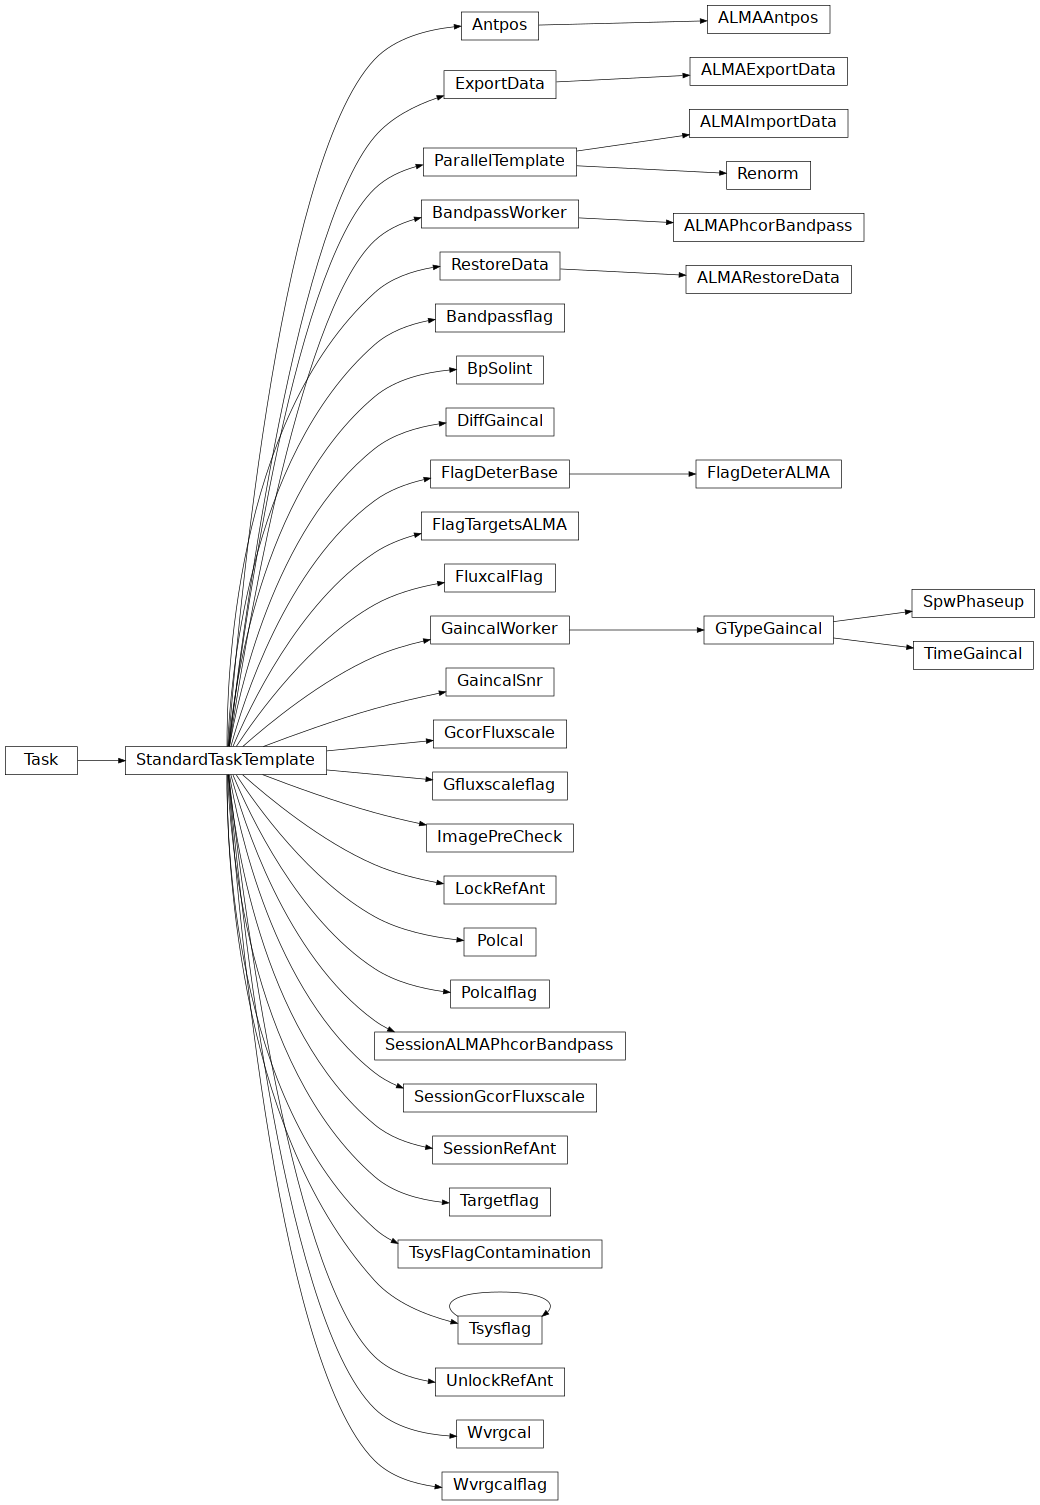 Antpos
ALMAAntpos
ExportData
ALMAExportData
ParallelTemplate
ALMAImportData
Renorm
BandpassWorker
ALMAPhcorBandpass
RestoreData
ALMARestoreData
Bandpassflag
BpSolint
DiffGaincal
FlagDeterBase
FlagDeterALMA
FlagTargetsALMA
FluxcalFlag
GaincalWorker
GTypeGaincal
SpwPhaseup
TimeGaincal
GaincalSnr
GcorFluxscale
Task
StandardTaskTemplate
Gfluxscaleflag
ImagePreCheck
LockRefAnt
Polcal
Polcalflag
SessionALMAPhcorBandpass
SessionGcorFluxscale
SessionRefAnt
Targetflag
TsysFlagContamination
Tsysflag
UnlockRefAnt
Wvrgcal
Wvrgcalflag